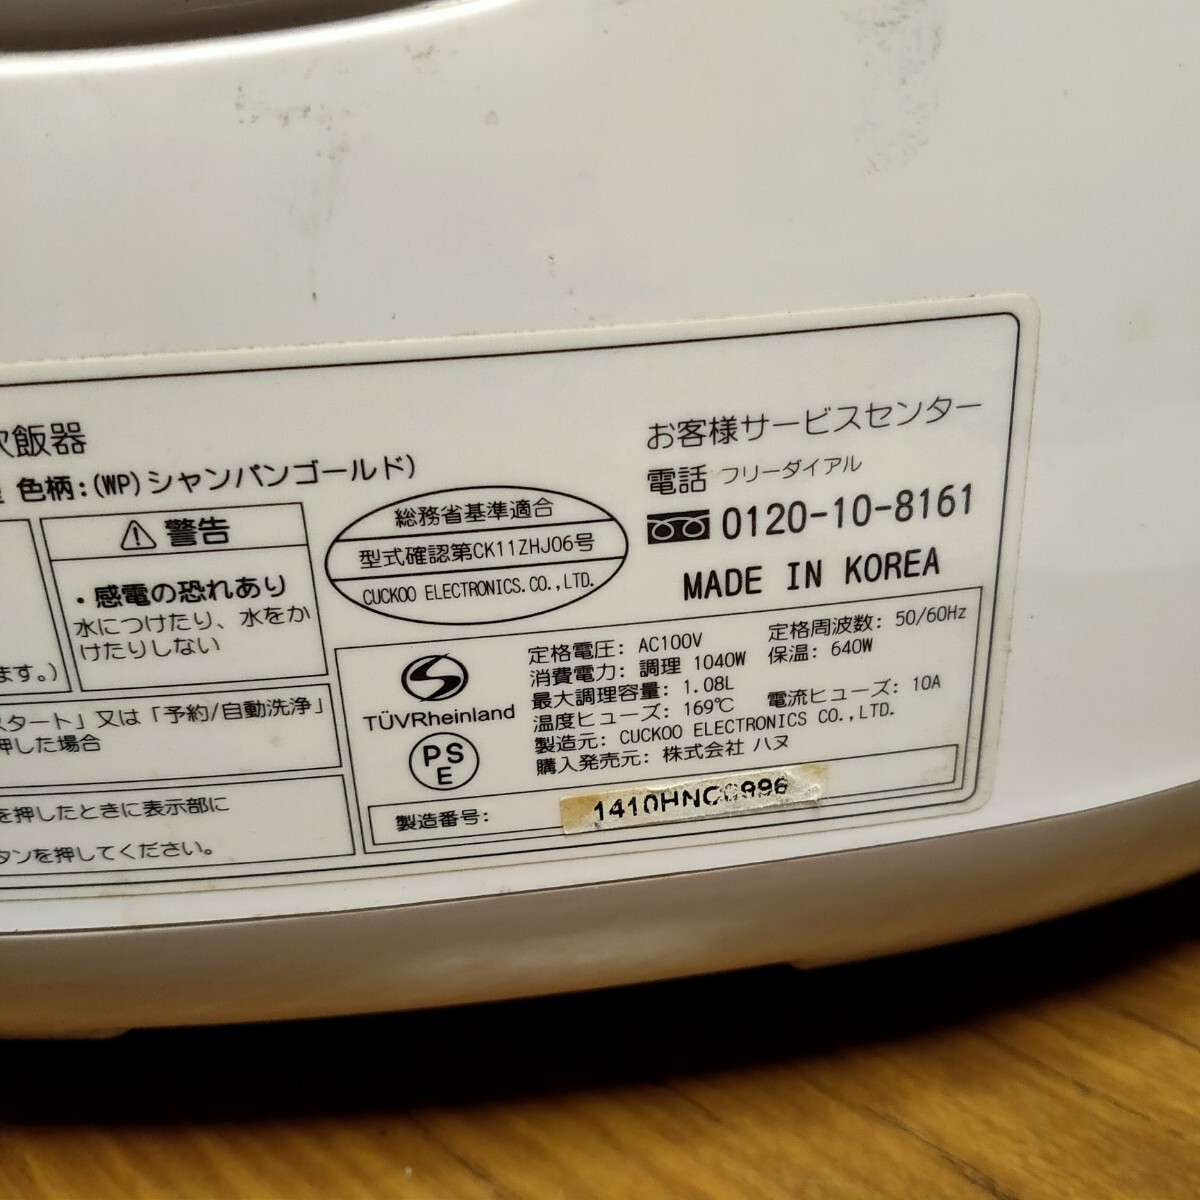 炊飯器
色柄:(WP)シャンパンゴールド)
警告
・感電の恐れあり
水につけたり、水をか
けたりしない
ます。)
スタート」又は「予約/自動洗浄」
押した場合
を押したときに表示部に
タンを押してください。
総務省基準適合
型式確認第CK11ZHJ06号
CUCKOO ELECTRONICS.CO.,LTD.
お客様サービスセンター
電話 フリーダイアル
0120-10-8161
MADE IN KOREA
TÜVRheinland
PS
E
定格電圧: AC100V 定格周波数: 50/60Hz
消費電力: 調理 1040W 保温: 640W
最大調理容量: 1.08L
温度ヒューズ: 169℃ 電流ヒューズ: 10A
製造元: CUCKOO ELECTRONICS CO.,LTD.
購入発売元: 株式会社 ハヌ
製造番号: